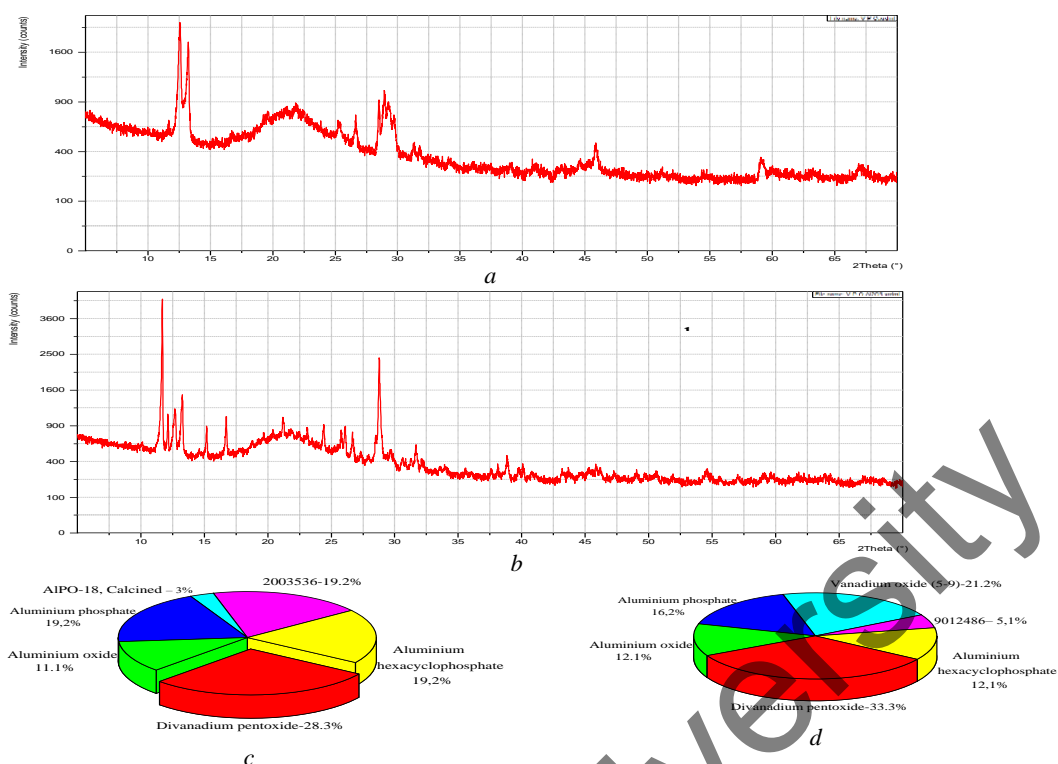 Intensity (counts)
1600
900
400
100
0
10 15 20 25 30 35 40 45 50 55 60 65
2Theta (°)
a
Intensity (counts)
3600
2500
1600
900
400
100
0
10 15 20 25 30 35 40 45 50 55 60 65
2Theta (°)
b
2003536-19.2%
AlPO-18, Calcined – 3%
Aluminium phosphate
19,2%
Aluminium oxide
11.1%
Aluminium
hexacyclophosphate
19,2%
Divanadium pentoxide-28.3%
c
Vanadium oxide (5-9)-21.2%
Aluminium phosphate
16,2%
9012486– 5,1%
Aluminium oxide
12.1%
Aluminium
hexacyclophosphate
12,1%
Divanadium pentoxide-33.3%
d
versity